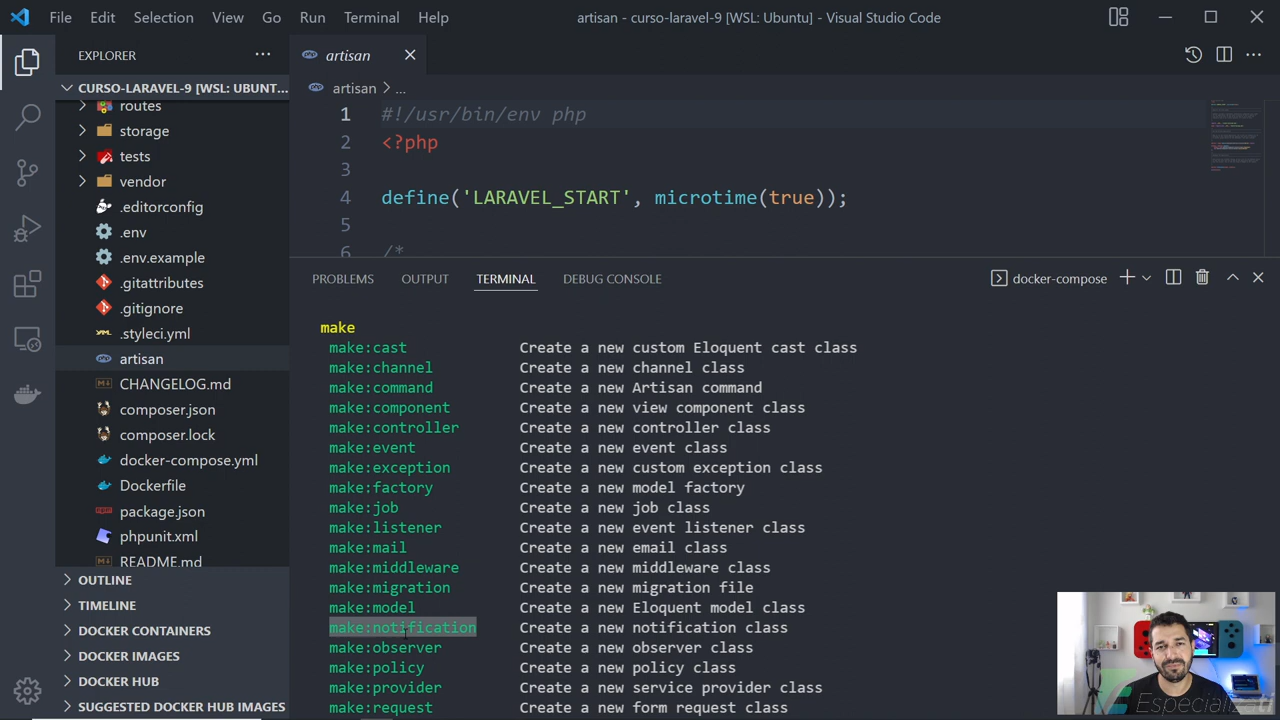 File Edit Selection View Go Run Terminal Help
artisan - curso-laravel-9 [WSL: Ubuntu] - Visual Studio Code
EXPLORER
CURSO-LARAVEL-9 [WSL: UBUNT...
routes
storage
tests
vendor
.editorconfig
.env
.env.example
.gitattributes
.gitignore
.styleci.yml
artisan
CHANGELOG.md
composer.json
composer.lock
docker-compose.yml
Dockerfile
package.json
phpunit.xml
README.md
OUTLINE
TIMELINE
DOCKER CONTAINERS
DOCKER IMAGES
DOCKER HUB
SUGGESTED DOCKER HUB IMAGES
artisan
artisan > ...
1 #!/usr/bin/env php
2 <?php
3
4 define('LARAVEL_START', microtime(true));
5
6 /*
PROBLEMS OUTPUT TERMINAL DEBUG CONSOLE
docker-compose
make
make:cast Create a new custom Eloquent cast class
make:channel Create a new channel class
make:command Create a new Artisan command
make:component Create a new view component class
make:controller Create a new controller class
make:event Create a new event class
make:exception Create a new custom exception class
make:factory Create a new model factory
make:job Create a new job class
make:listener Create a new event listener class
make:mail Create a new email class
make:middleware Create a new middleware class
make:migration Create a new migration file
make:model Create a new Eloquent model class
make:notification Create a new notification class
make:observer Create a new observer class
make:policy Create a new policy class
make:provider Create a new service provider class
make:request Create a new form request class
Especializati